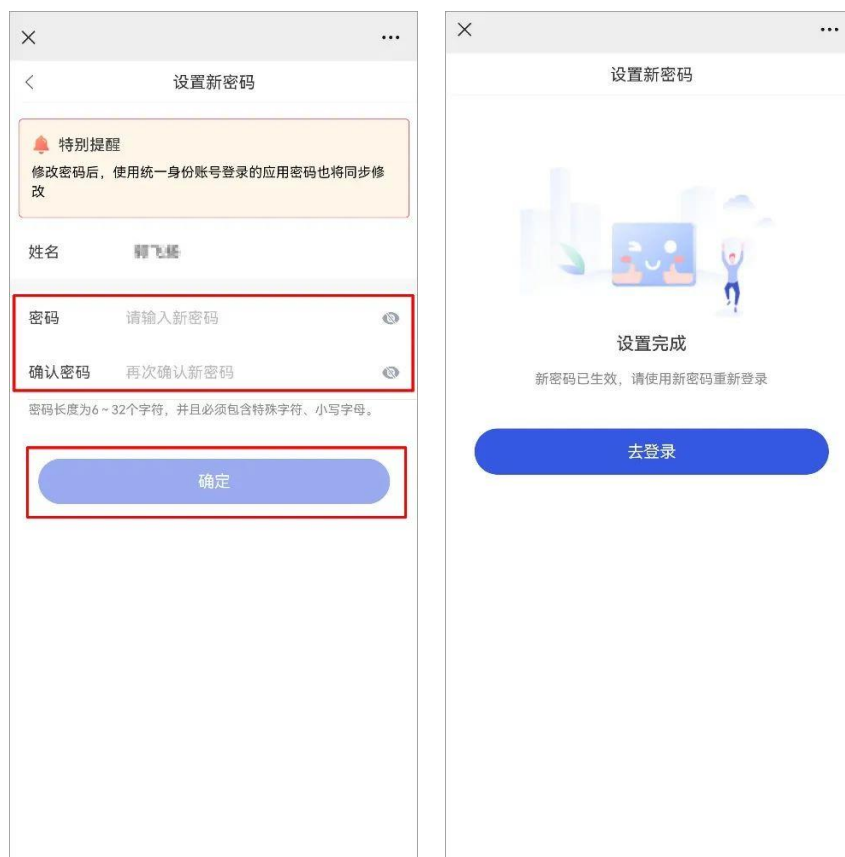 设置新密码
特别提醒
修改密码后，使用统一身份账号登录的应用密码也将同步修
改
姓名
密码 请输入新密码
确认密码 再次确认新密码
密码长度为6~32个字符，并且必须包含特殊字符、小写字母。
确定
设置新密码
设置完成
新密码已生效，请使用新密码重新登录
去登录